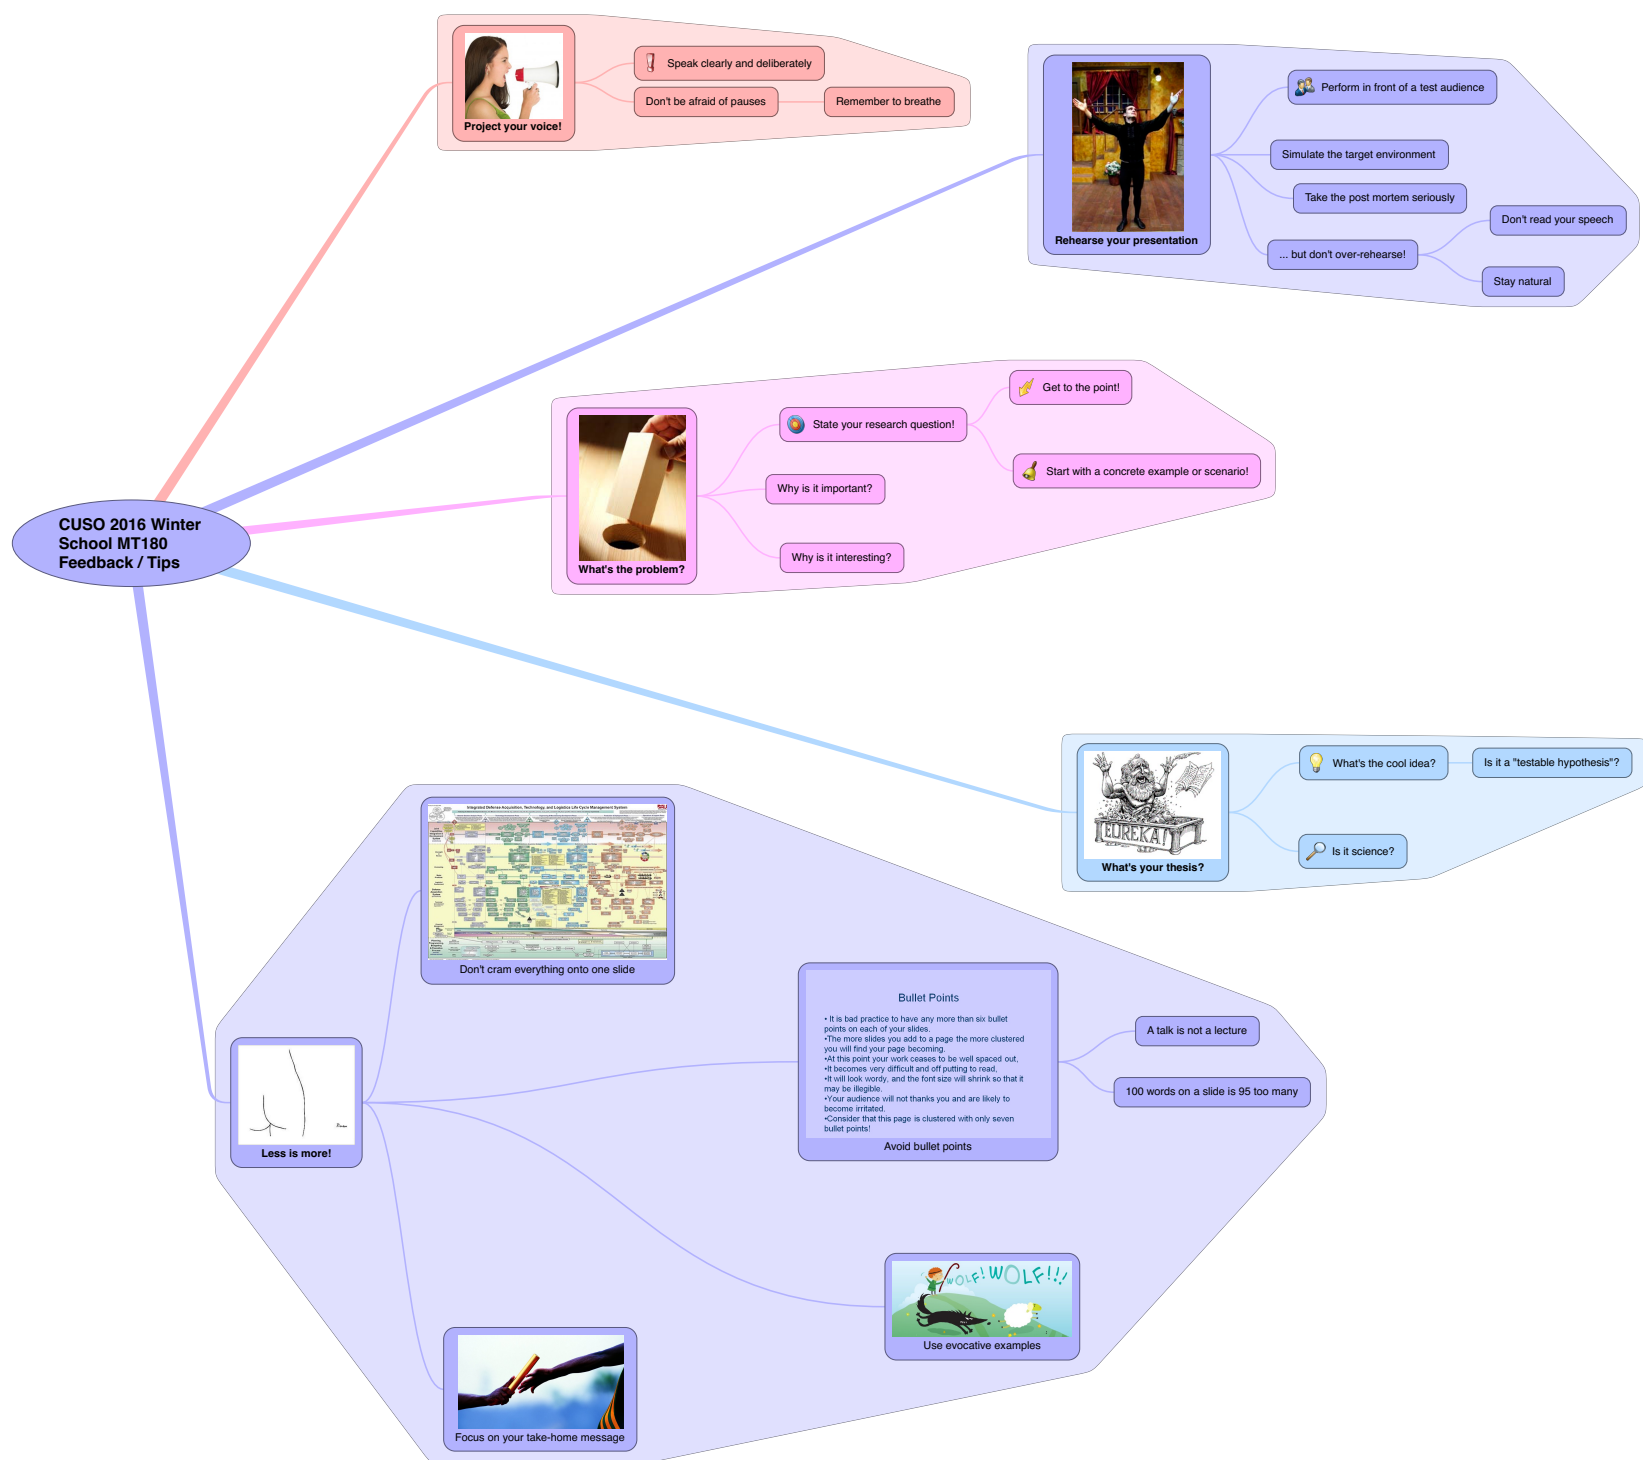 Project your voice!
Speak clearly and deliberately
Don't be afraid of pauses
Remember to breathe
Rehearse your presentation
Perform in front of a test audience
Simulate the target environment
Take the post mortem seriously
... but don't over-rehearse!
Don't read your speech
Stay natural
CUSO 2016 Winter
School MT180
Feedback / Tips
What's the problem?
State your research question!
Get to the point!
Start with a concrete example or scenario!
Why is it important?
Why is it interesting?
EUREKA!
What's your thesis?
What's the cool idea?
Is it a "testable hypothesis"?
Is it science?
Less is more!
Integrated Defense Acquisition, Technology, and Logistics Life Cycle Management System
Don't cram everything onto one slide
Bullet Points
• It is bad practice to have any more than six bullet
points on each of your slides.
•The more slides you add to a page the more clustered
you will find your page becoming.
•At this point your work ceases to be well spaced out,
•It becomes very difficult and off putting to read,
•It will look wordy, and the font size will shrink so that it
may be illegible.
•Your audience will not thanks you and are likely to
become irritated.
•Consider that this page is clustered with only seven
bullet points!
Avoid bullet points
A talk is not a lecture
100 words on a slide is 95 too many
WOLF! WOLF!!!
Use evocative examples
Focus on your take-home message